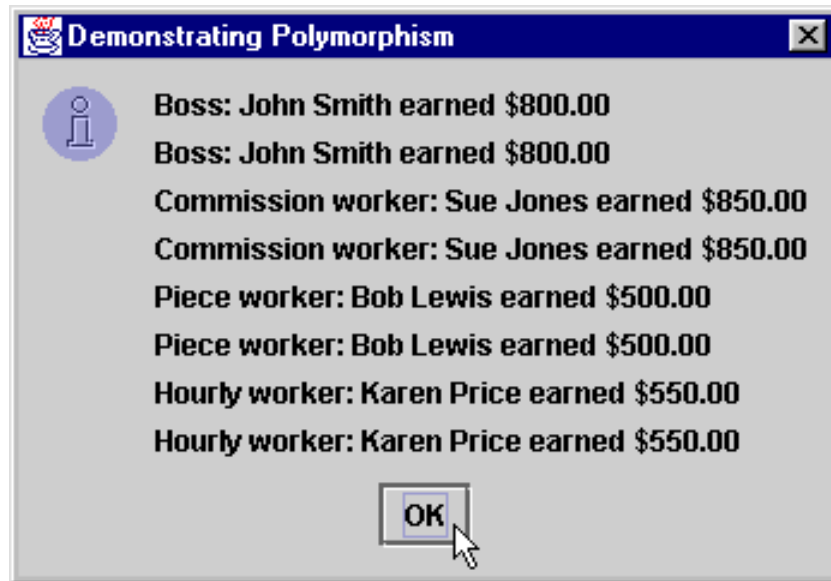 Demonstrating Polymorphism
Boss: John Smith earned $800.00
Boss: John Smith earned $800.00
Commission worker: Sue Jones earned $850.00
Commission worker: Sue Jones earned $850.00
Piece worker: Bob Lewis earned $500.00
Piece worker: Bob Lewis earned $500.00
Hourly worker: Karen Price earned $550.00
Hourly worker: Karen Price earned $550.00
OK